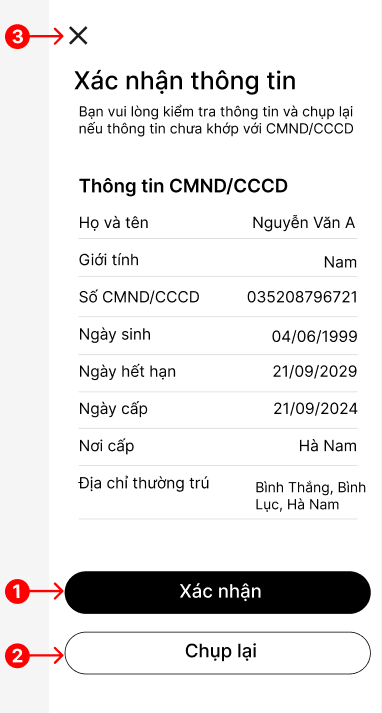 3
Xác nhận thông tin
Bạn vui lòng kiểm tra thông tin và chụp lại
nếu thông tin chưa khớp với CMND/CCCD
Thông tin CMND/CCCD
Họ và tên Nguyễn Văn A
Giới tính Nam
Số CMND/CCCD 035208796721
Ngày sinh 04/06/1999
Ngày hết hạn 21/09/2029
Ngày cấp 21/09/2024
Nơi cấp Hà Nam
Địa chỉ thường trú Bình Thắng, Bình
Lục, Hà Nam
1 Xác nhận
2 Chụp lại